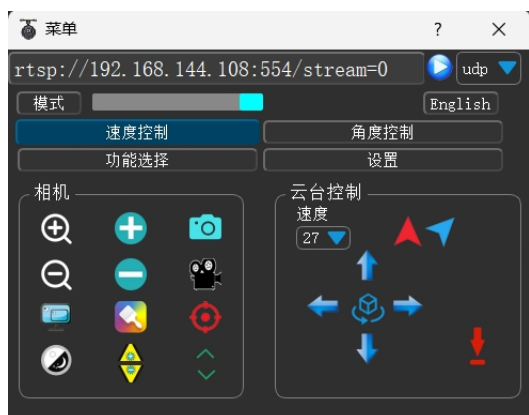 菜单 ?
rtsp://192.168.144.108:554/stream=0 udp
模式 English
速度控制 角度控制
功能选择 设置
相机 云台控制
速度
27